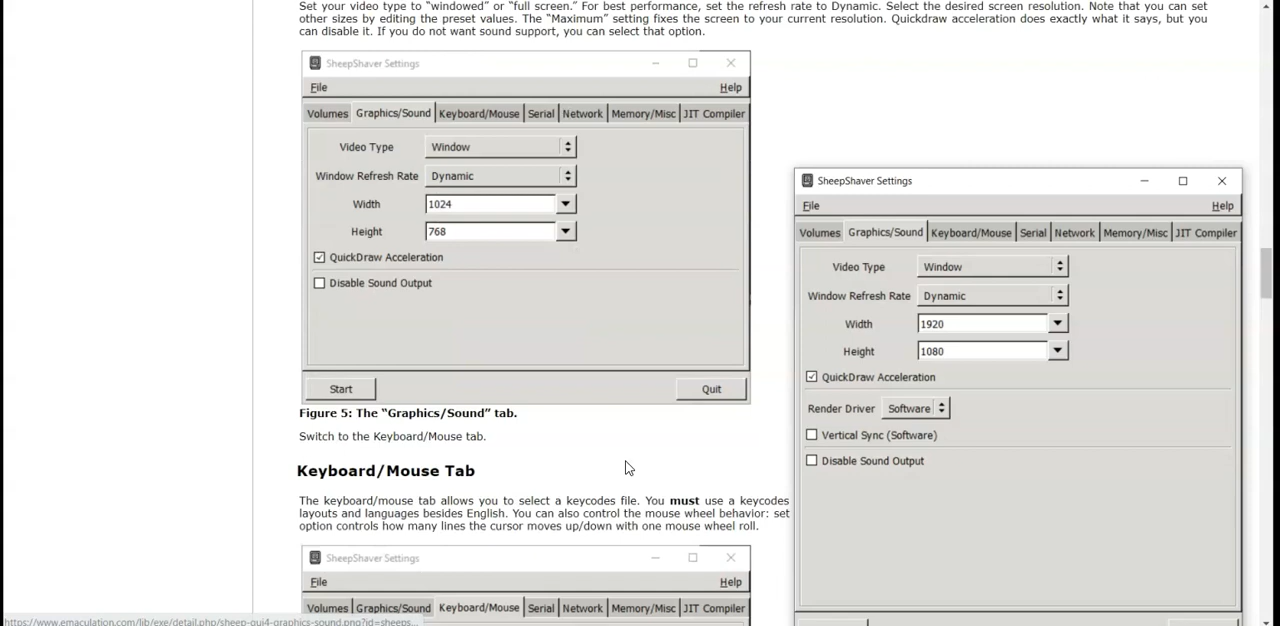 Set your video type to “windowed” or “full screen.” For best performance, set the refresh rate to Dynamic. Select the desired screen resolution. Note that you can set
other sizes by editing the preset values. The “Maximum” setting fixes the screen to your current resolution. Quickdraw acceleration does exactly what it says, but you
can disable it. If you do not want sound support, you can select that option.
SheepShaver Settings
File Help
Volumes Graphics/Sound Keyboard/Mouse Serial Network Memory/Misc JIT Compiler
Video Type Window
Window Refresh Rate Dynamic
Width 1024
Height 768
QuickDraw Acceleration
Disable Sound Output
Start Quit
Figure 5: The “Graphics/Sound” tab.
Switch to the Keyboard/Mouse tab.
Keyboard/Mouse Tab
The keyboard/mouse tab allows you to select a keycodes file. You must use a keycodes
layouts and languages besides English. You can also control the mouse wheel behavior: set
option controls how many lines the cursor moves up/down with one mouse wheel roll.
SheepShaver Settings
File Help
Volumes Graphics/Sound Keyboard/Mouse Serial Network Memory/Misc JIT Compiler
SheepShaver Settings
File Help
Volumes Graphics/Sound Keyboard/Mouse Serial Network Memory/Misc JIT Compiler
Video Type Window
Window Refresh Rate Dynamic
Width 1920
Height 1080
QuickDraw Acceleration
Render Driver Software
Vertical Sync (Software)
Disable Sound Output
https://www.emaculation.com/lib/exe/detail.php/sheep-gui4-graphics-sound.png?id=sheeps...